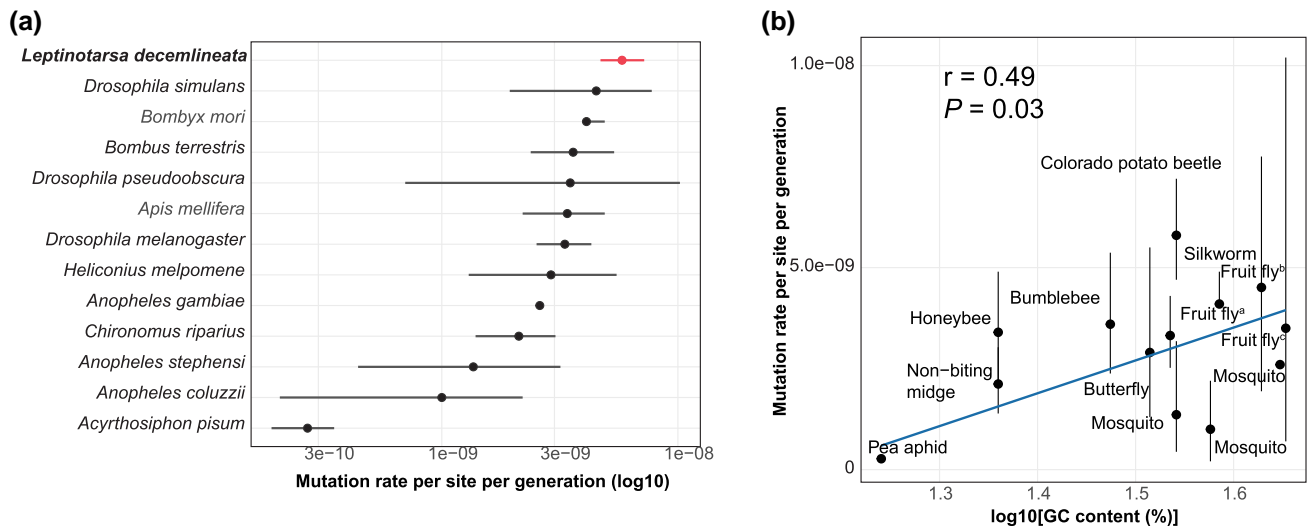 (a)
Leptinotarsa decemlineata
Drosophila simulans
Bombyx mori
Bombus terrestris
Drosophila pseudoobscura
Apis mellifera
Drosophila melanogaster
Heliconius melpomene
Anopheles gambiae
Chironomus riparius
Anopheles stephensi
Anopheles coluzzii
Acyrthosiphon pisum
3e−10 1e−09 3e−09 1e−08
Mutation rate per site per generation (log10)
(b)
Mutation rate per site per generation
1.0e−08
5.0e−09
0
r = 0.49
P = 0.03
Colorado potato beetle
Silkworm
Fruit flyᵇ
Bumblebee
Honeybee
Fruit flyᵃ
Fruit flyᶜ
Non−biting
midge
Butterfly
Mosquito
Mosquito
Pea aphid
Mosquito
1.3 1.4 1.5 1.6
log10[GC content (%)]